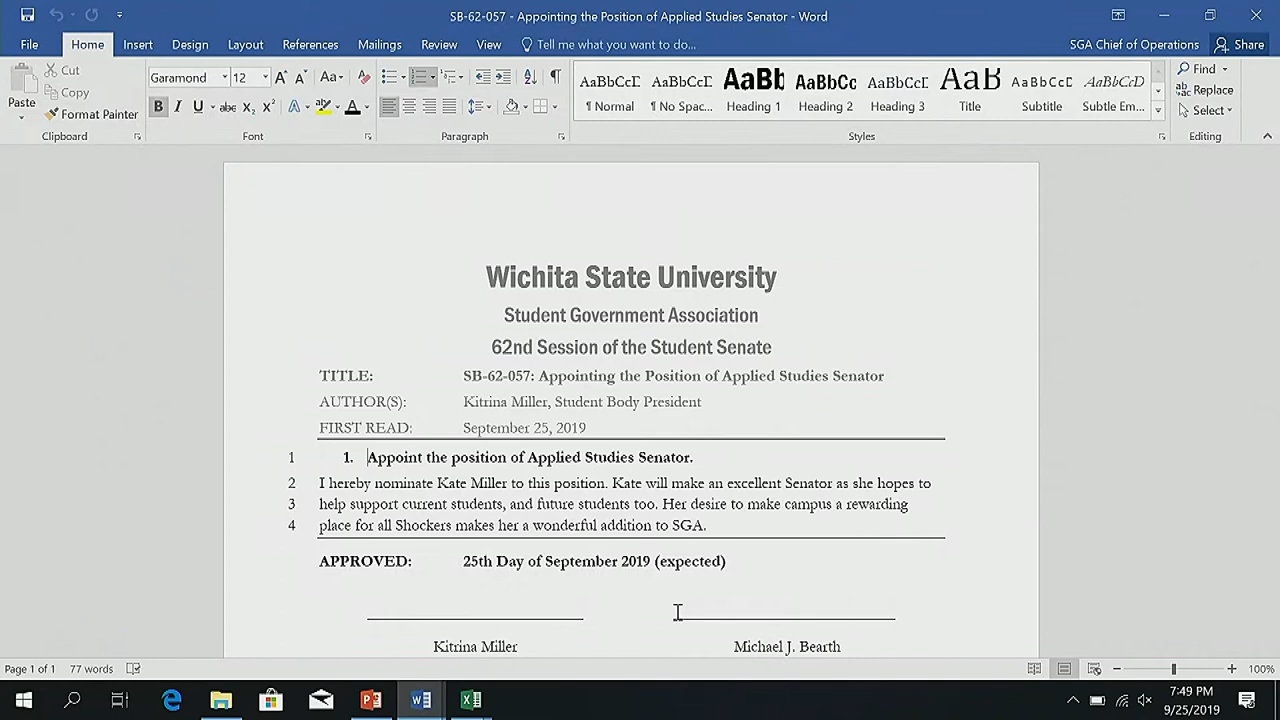 SB-62-057 - Appointing the Position of Applied Studies Senator - Word
File Home Insert Design Layout References Mailings Review View Tell me what you want to do... SGA Chief of Operations Share
Paste
Cut
Copy
Format Painter
Clipboard
Garamond 12
Font
Paragraph
AaBbCcD AaBbCcD AaBb AaBbCc AaBbCcD AaB AaBbCcD AaBbCcD
¶ Normal ¶ No Spac... Heading 1 Heading 2 Heading 3 Title Subtitle Subtle Em...
Styles
Find
Replace
Select
Editing
Wichita State University
Student Government Association
62nd Session of the Student Senate
TITLE: SB-62-057: Appointing the Position of Applied Studies Senator
AUTHOR(S): Kitrina Miller, Student Body President
FIRST READ: September 25, 2019
1 1. Appoint the position of Applied Studies Senator.
2 I hereby nominate Kate Miller to this position. Kate will make an excellent Senator as she hopes to
3 help support current students, and future students too. Her desire to make campus a rewarding
4 place for all Shockers makes her a wonderful addition to SGA.
APPROVED: 25th Day of September 2019 (expected)
Kitrina Miller Michael J. Bearth
Page 1 of 1 77 words 100%
7:49 PM
9/25/2019